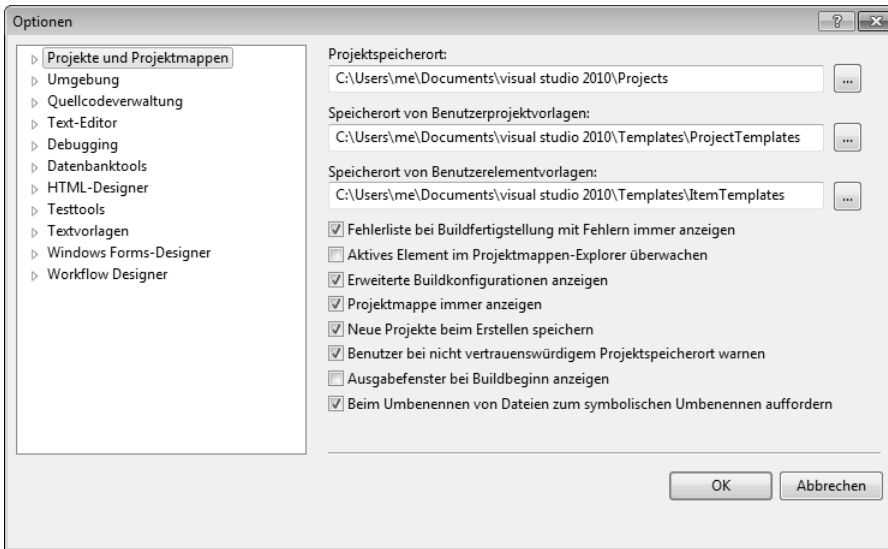 Optionen
Projekte und Projektmappen
Umgebung
Quellcodeverwaltung
Text-Editor
Debugging
Datenbanktools
HTML-Designer
Testtools
Textvorlagen
Windows Forms-Designer
Workflow Designer
Projektspeicherort:
C:\Users\me\Documents\visual studio 2010\Projects
...
Speicherort von Benutzerprojektvorlagen:
C:\Users\me\Documents\visual studio 2010\Templates\ProjectTemplates
...
Speicherort von Benutzerelementvorlagen:
C:\Users\me\Documents\visual studio 2010\Templates\ItemTemplates
...
Fehlerliste bei Buildfertigstellung mit Fehlern immer anzeigen
Aktives Element im Projektmappen-Explorer überwachen
Erweiterte Buildkonfigurationen anzeigen
Projektmappe immer anzeigen
Neue Projekte beim Erstellen speichern
Benutzer bei nicht vertrauenswürdigem Projektspeicherort warnen
Ausgabefenster bei Buildbeginn anzeigen
Beim Umbenennen von Dateien zum symbolischen Umbenennen auffordern
OK
Abbrechen